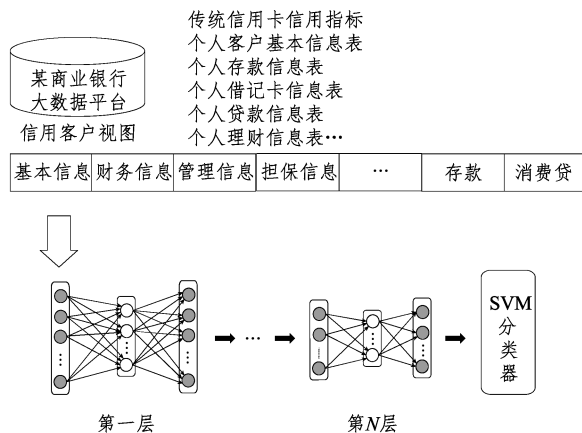 传统信用卡信用指标
个人客户基本信息表
个人存款信息表
个人借记卡信息表
个人贷款信息表
个人理财信息表…
某商业银行
大数据平台
信用客户视图
基本信息 财务信息 管理信息 担保信息 … 存款 消费贷
… SVM
分
类
器
第一层 第N层